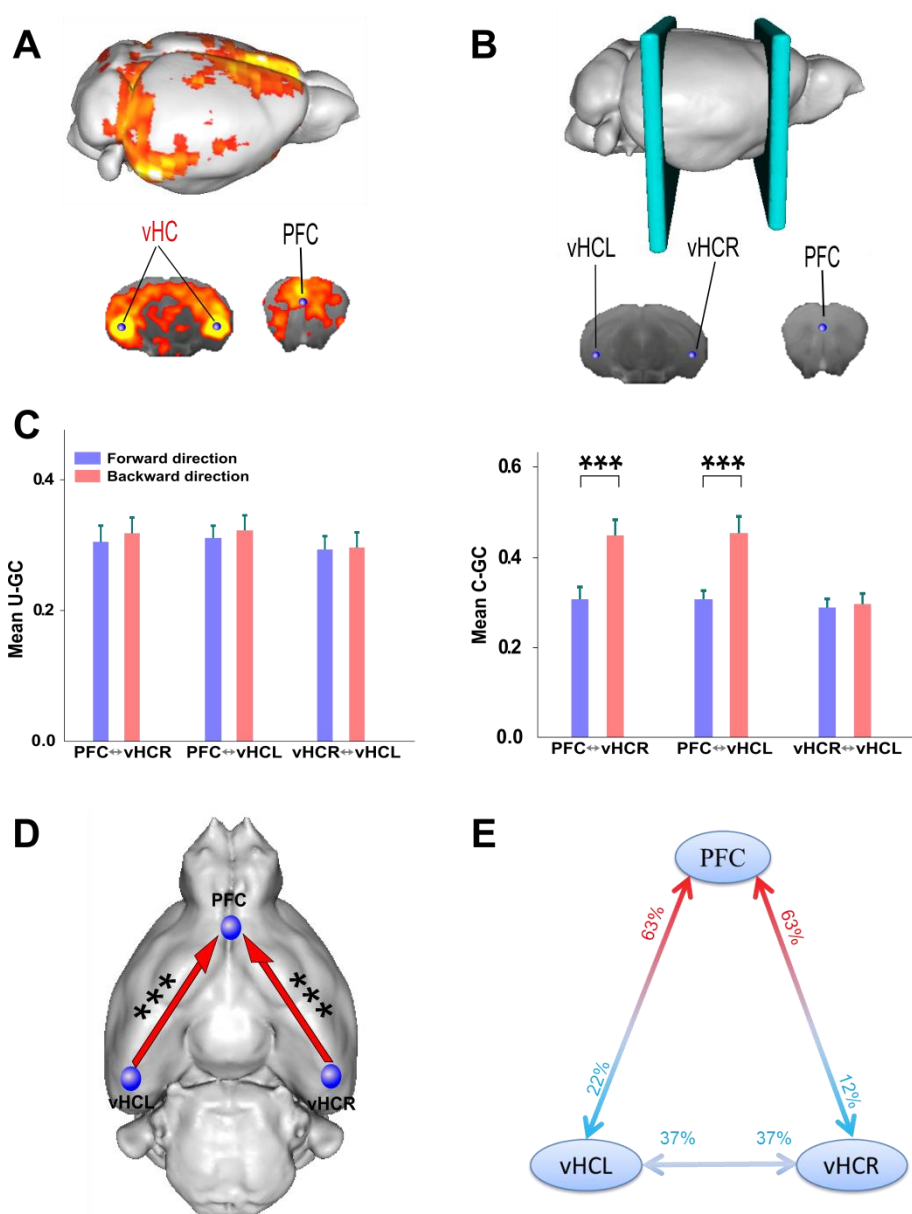 A
vHC
PFC
B
vHCL
vHCR
PFC
C
Forward direction
Backward direction
Mean U-GC
0.4
0.2
0.0
PFC↔vHCR PFC↔vHCL vHCR↔vHCL
Mean C-GC
0.6
0.4
0.2
0.0
*** ***
PFC↔vHCR PFC↔vHCL vHCR↔vHCL
D
PFC
*** ***
vHCL
vHCR
E
PFC
63% 63%
22% 12%
37% 37%
vHCL vHCR